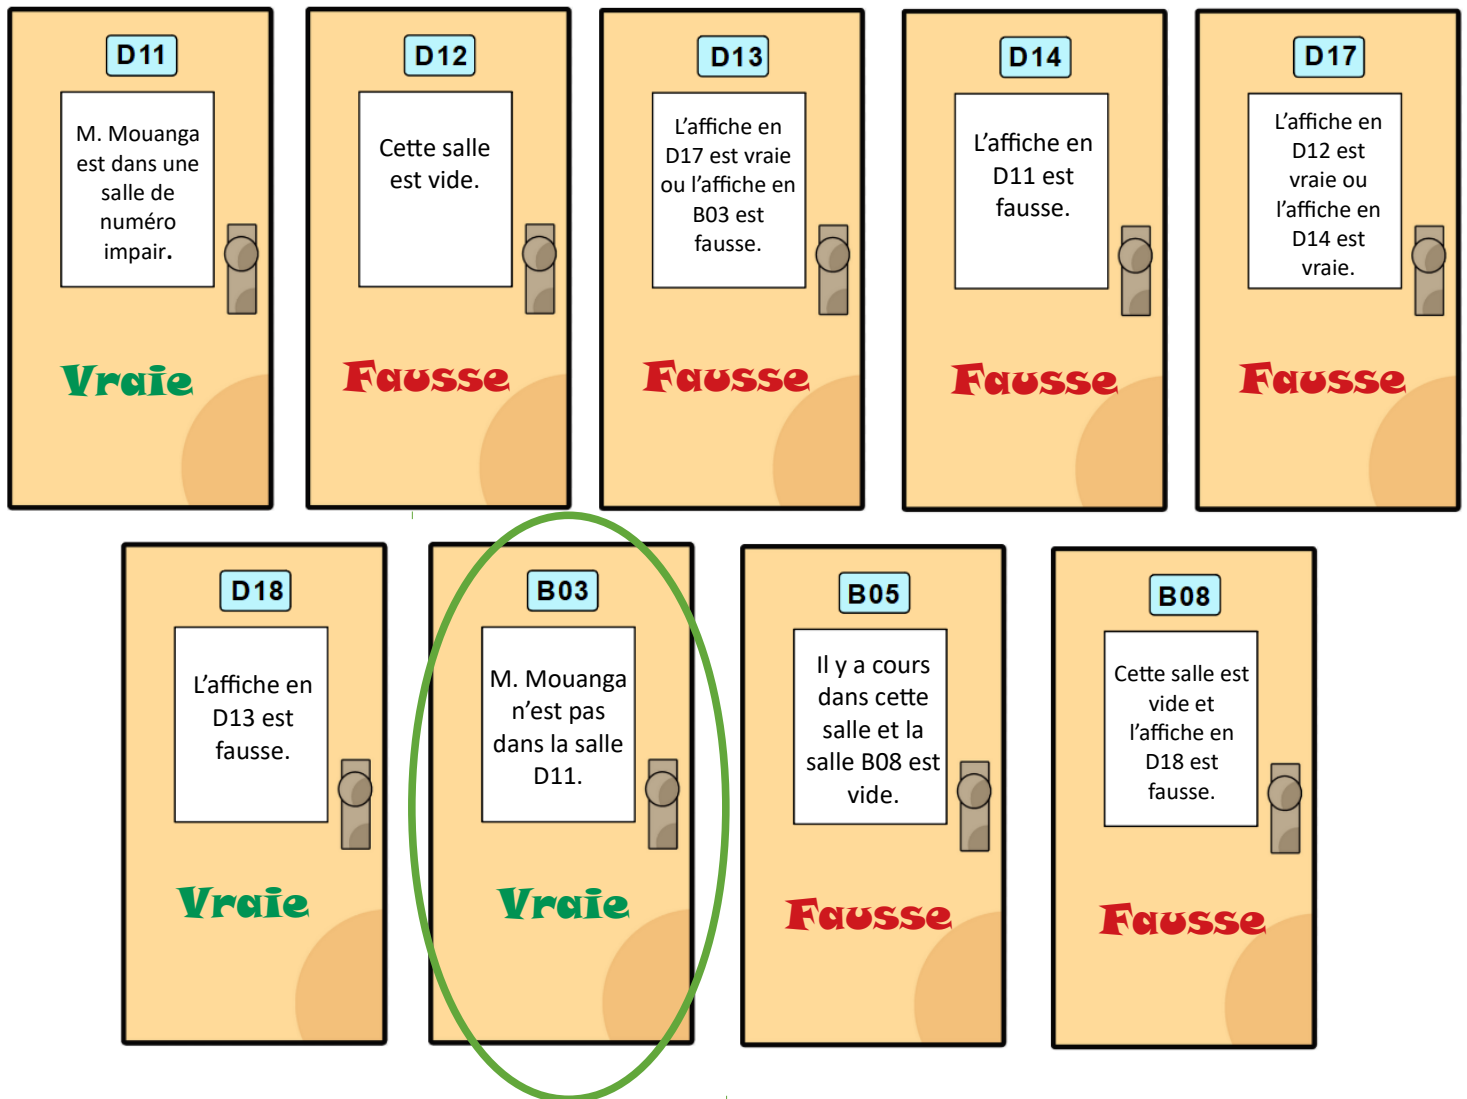 D11
M. Mouanga
est dans une
salle de
numéro
impair.
Vraie
D12
Cette salle
est vide.
Fausse
D13
L’affiche en
D17 est vraie
ou l’affiche en
B03 est
fausse.
Fausse
D14
L’affiche en
D11 est
fausse.
Fausse
D17
L’affiche en
D12 est
vraie ou
l’affiche en
D14 est
vraie.
Fausse
D18
L’affiche en
D13 est
fausse.
Vraie
B03
M. Mouanga
n’est pas
dans la salle
D11.
Vraie
B05
Il y a cours
dans cette
salle et la
salle B08 est
vide.
Fausse
B08
Cette salle est
vide et
l’affiche en
D18 est
fausse.
Fausse